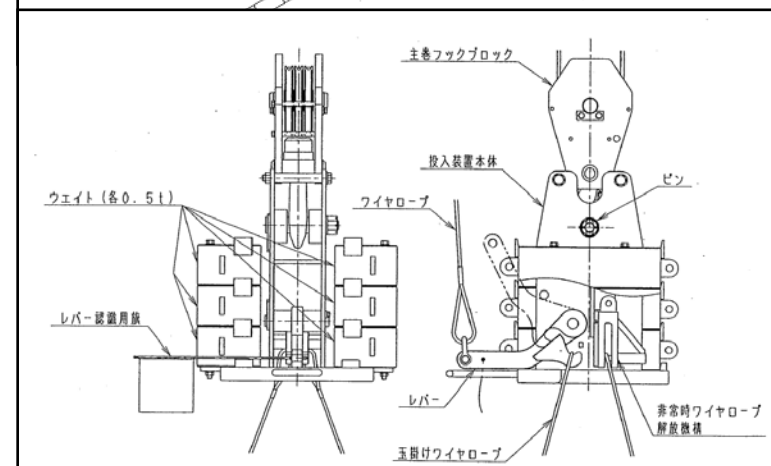 主巻フックブロック
投入装置本体
ピン
ワイヤロープ
ウエイト(各0.5t)
レバー認識用旗
レバー
非常時ワイヤロープ
解放機構
玉掛けワイヤロープ